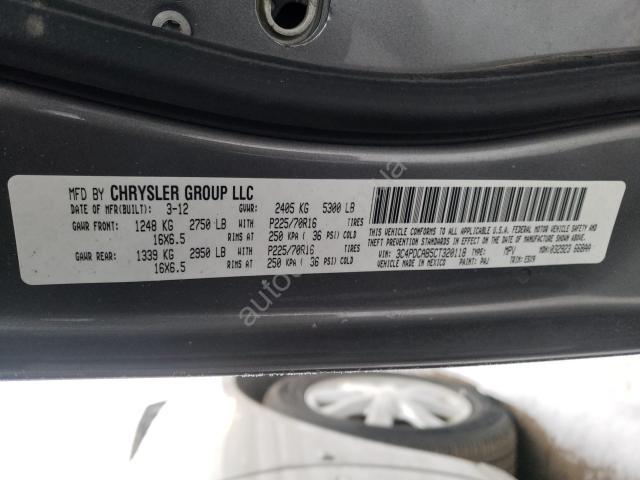 MFD BY CHRYSLER GROUP LLC
DATE OF MFR(BUILT): 3-12 GVWR: 2405 KG 5300 LB
GAWR FRONT: 1248 KG 2750 LB P225/70R16 TIRES
16X6.5 RIMS AT 250 KPA ( 36 PSI) COLD
GAWR REAR: 1339 KG 2950 LB P225/70R16 TIRES
16X6.5 RIMS AT 250 KPA ( 36 PSI) COLD
THIS VEHICLE CONFORMS TO ALL APPLICABLE U.S.A. FEDERAL MOTOR VEHICLE SAFETY AND
THEFT PREVENTION STANDARDS IN EFFECT ON THE DATE OF MANUFACTURE SHOWN ABOVE.
VIN: 3C4PDCAB5CT320118 TYPE: MPV MDH:032923
VEHICLE MADE IN MEXICO PAINT: PAJ TRIM: